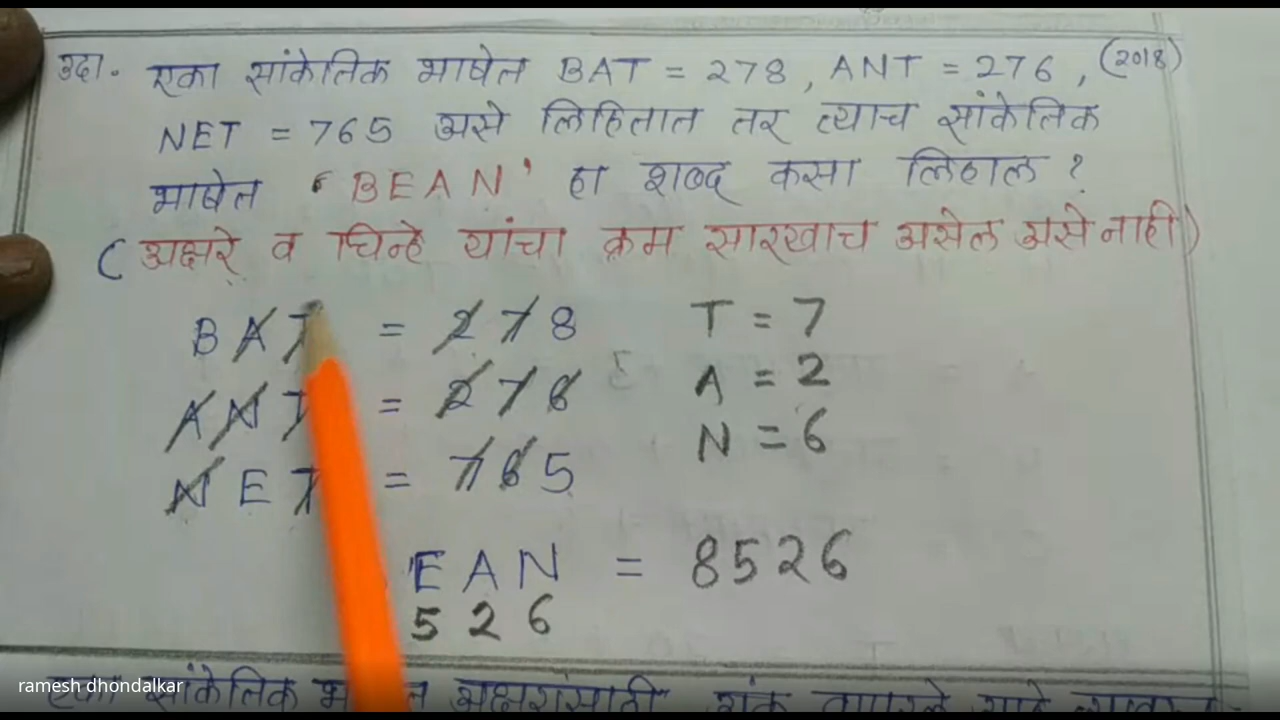 उदा. एका सांकेतिक भाषेत BAT = 278, ANT = 276, (2018)
NET = 765 असे लिहितात तर त्याच सांकेतिक
भाषेत 'BEAN' हा शब्द कसा लिहाल ?
(अक्षरे व चिन्हे यांचा क्रम सारखाच असेल असे नाही)
BAT = 278 T = 7
ANT = 276 A = 2
NET = 765 N = 6
EAN = 8526
526
एका सांकेतिक
ramesh dhondalkar